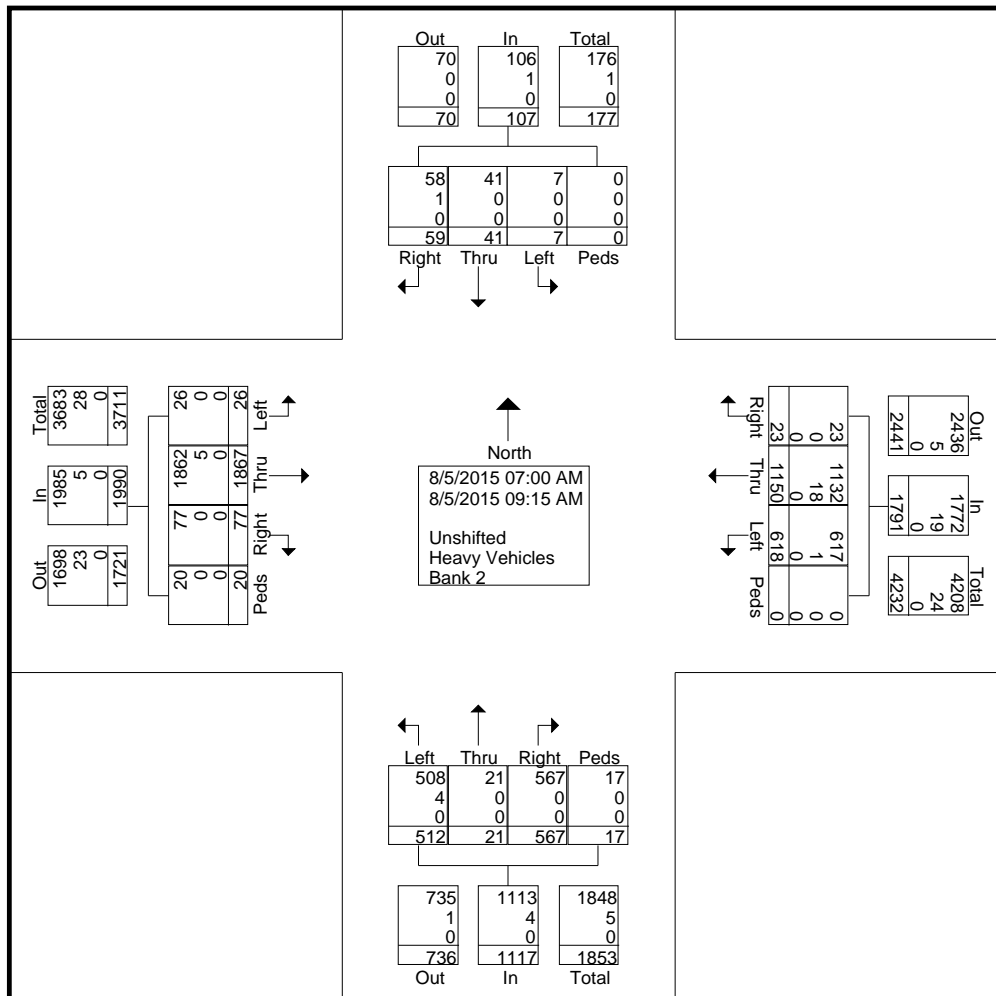 Out In Total
70 106 176
0 1 1
0 0 0
70 107 177
58 41 7 0
1 0 0 0
0 0 0 0
59 41 7 0
Right Thru Left Peds
Total
3683
28
0
3711
In
1985
5
0
1990
Out
1698
23
0
1721
26 0 0 26
Left
1862 5 0 1867
Thru
77 0 0 77
Right
20 0 0 20
Peds
North
8/5/2015 07:00 AM
8/5/2015 09:15 AM
Unshifted
Heavy Vehicles
Bank 2
Right
23 0 0 23
Thru
1132 18 0 1150
Left
617 1 0 618
Peds
0 0 0 0
Out
2436
5
0
2441
In
1772
19
0
1791
Total
4208
24
0
4232
Left Thru Right Peds
508 21 567 17
4 0 0 0
0 0 0 0
512 21 567 17
735 1113 1848
1 4 5
0 0 0
736 1117 1853
Out In Total